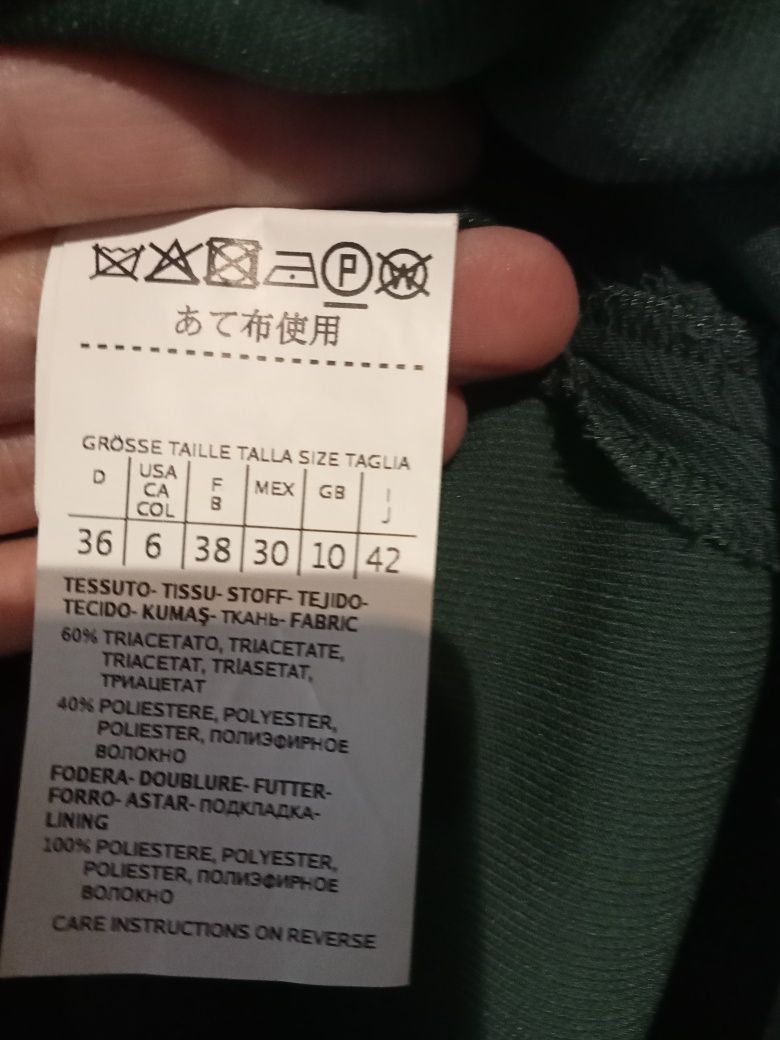 P W
あて布使用
GRÖSSE TAILLE TALLA SIZE TAGLIA
D USA CA COL F B MEX GB I J
36 6 38 30 10 42
TESSUTO- TISSU- STOFF- TEJIDO-
TECIDO- KUMAŞ- ТКАНЬ- FABRIC
60% TRIACETATO, TRIACETATE,
TRIACETAT, TRİASETAT,
ТРИАЦЕТАТ
40% POLIESTERE, POLYESTER,
POLIESTER, ПОЛИЭФИРНОЕ
ВОЛОКНО
FODERA- DOUBLURE- FUTTER-
FORRO- ASTAR- ПОДКЛАДКА-
LINING
100% POLIESTERE, POLYESTER,
POLIESTER, ПОЛИЭФИРНОЕ
ВОЛОКНО
CARE INSTRUCTIONS ON REVERSE